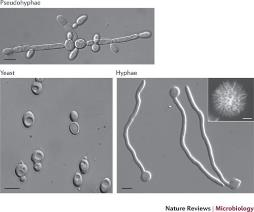 Pseudohyphae
Yeast
Hyphae
Nature Reviews | Microbiology